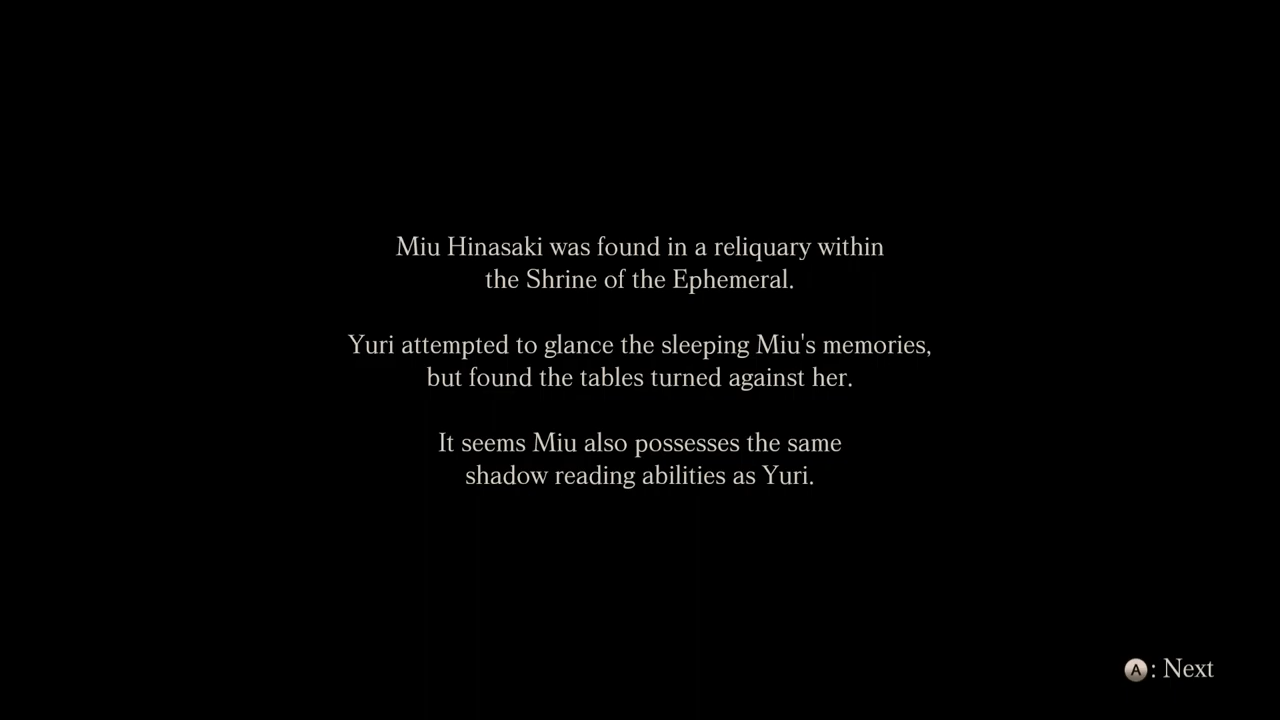 Miu Hinasaki was found in a reliquary within
the Shrine of the Ephemeral.
Yuri attempted to glance the sleeping Miu's memories,
but found the tables turned against her.
It seems Miu also possesses the same
shadow reading abilities as Yuri.
A: Next